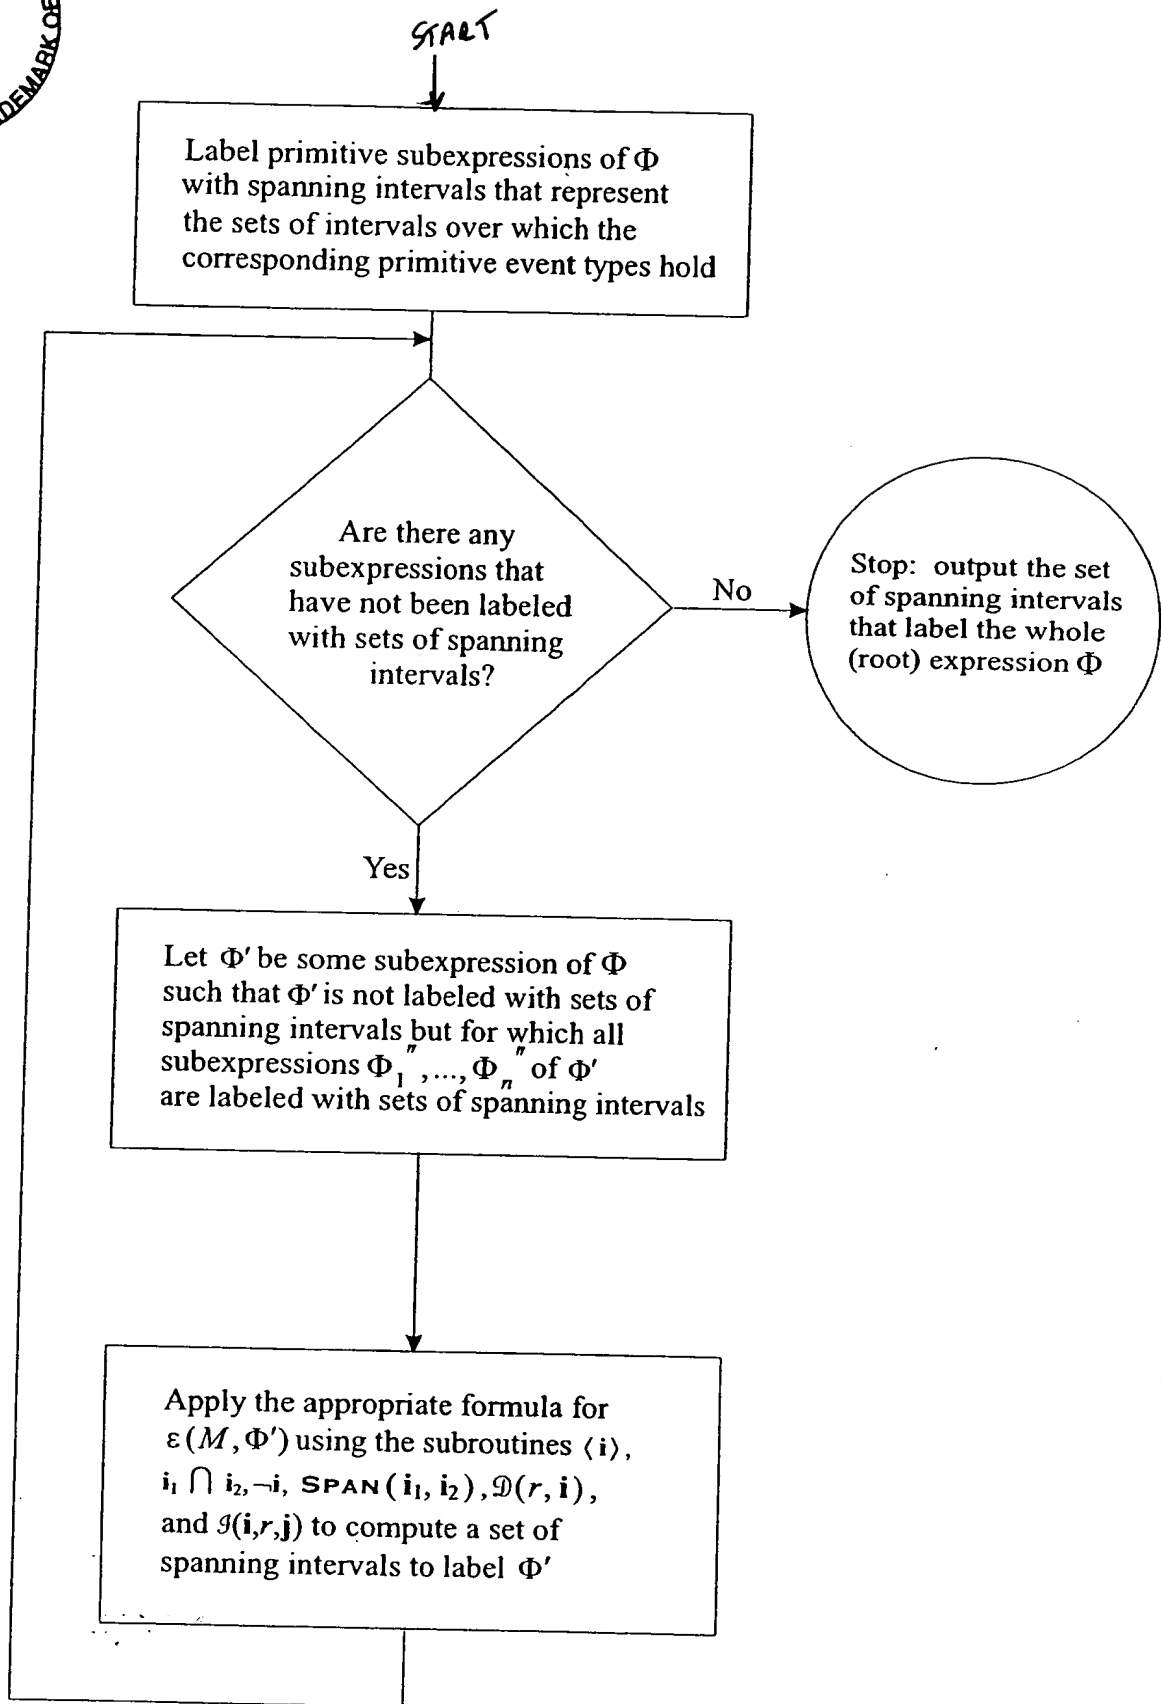 DEMARK OF
START
Label primitive subexpressions of Φ
with spanning intervals that represent
the sets of intervals over which the
corresponding primitive event types hold
Are there any
subexpressions that
have not been labeled
with sets of spanning
intervals?
No
Stop: output the set
of spanning intervals
that label the whole
(root) expression Φ
Yes
Let Φ′ be some subexpression of Φ
such that Φ′ is not labeled with sets of
spanning intervals but for which all
subexpressions Φ₁″,...,Φₙ″ of Φ′
are labeled with sets of spanning intervals
Apply the appropriate formula for
ε(M,Φ′) using the subroutines ⟨i⟩,
i₁ ⋂ i₂,¬i, SPAN(i₁,i₂),𝒟(r,i),
and 𝒥(i,r,j) to compute a set of
spanning intervals to label Φ′